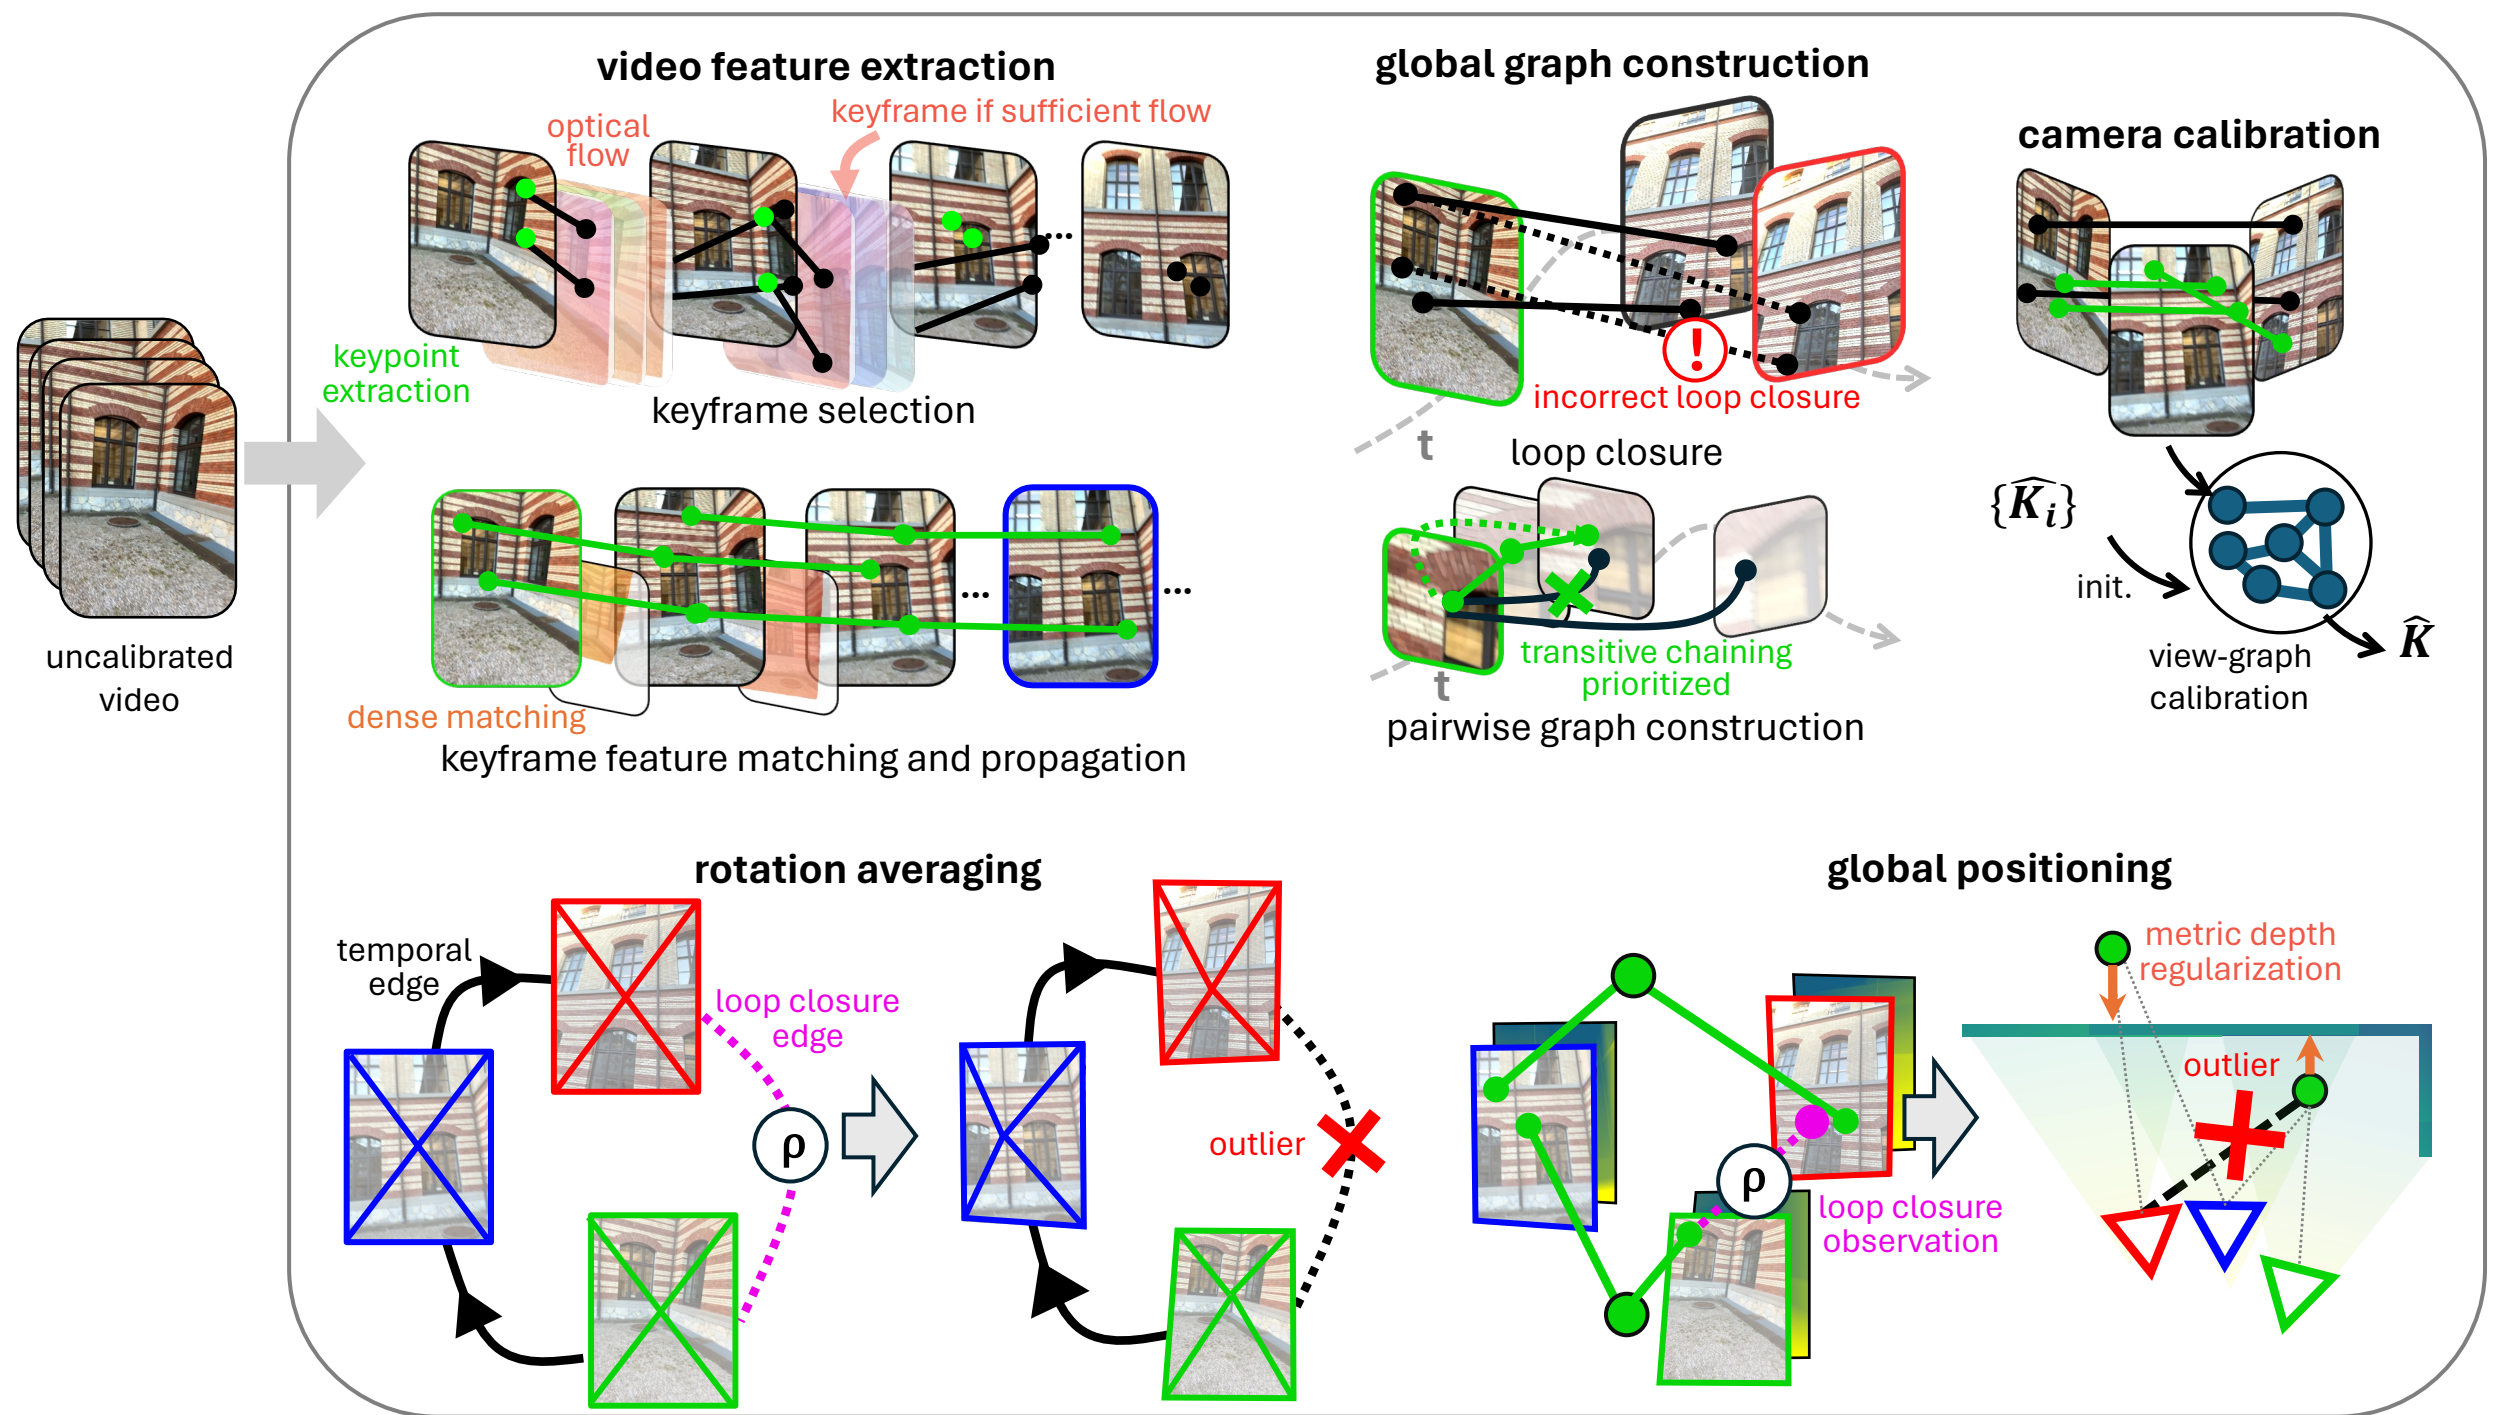 uncalibrated
video
video feature extraction
optical
flow
keyframe if sufficient flow
keypoint
extraction
...
keyframe selection
...
...
dense matching
keyframe feature matching and propagation
global graph construction
!
incorrect loop closure
t
loop closure
transitive chaining
prioritized
t
pairwise graph construction
camera calibration
{K̂ᵢ}
init.
K̂
view-graph
calibration
rotation averaging
temporal
edge
loop closure
edge
ρ
outlier
global positioning
metric depth
regularization
outlier
ρ
loop closure
observation